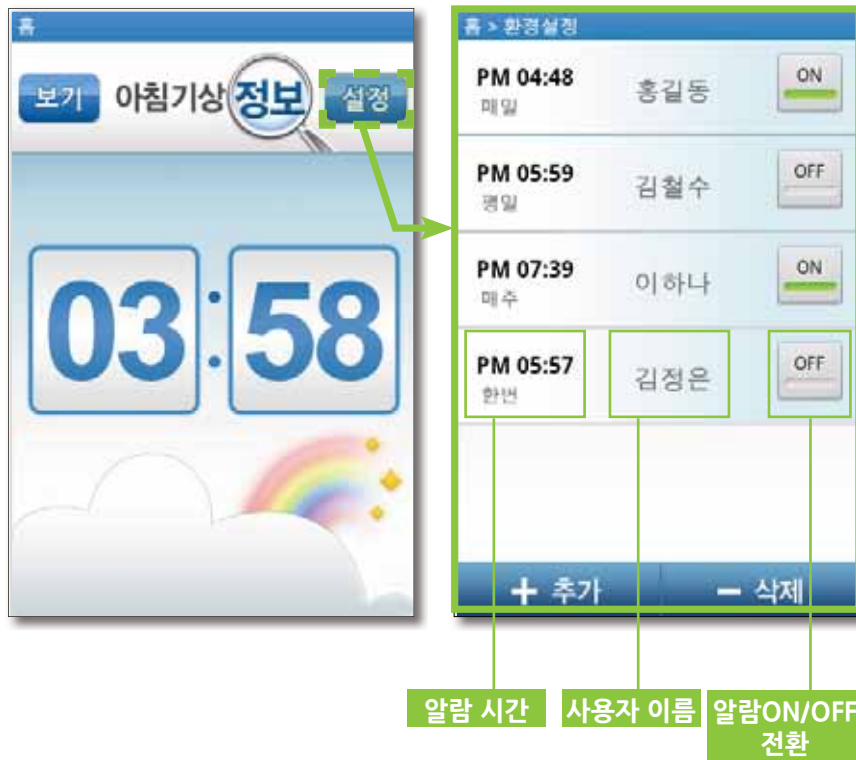 홈
보기 아침기상 정보 설정
03:58
홈 > 환경설정
PM 04:48 홍길동 ON
매일
PM 05:59 김철수 OFF
평일
PM 07:39 이하나 ON
매주
PM 05:57 김정은 OFF
한번
+ 추가 - 삭제
알람 시간 사용자 이름 알람ON/OFF
전환